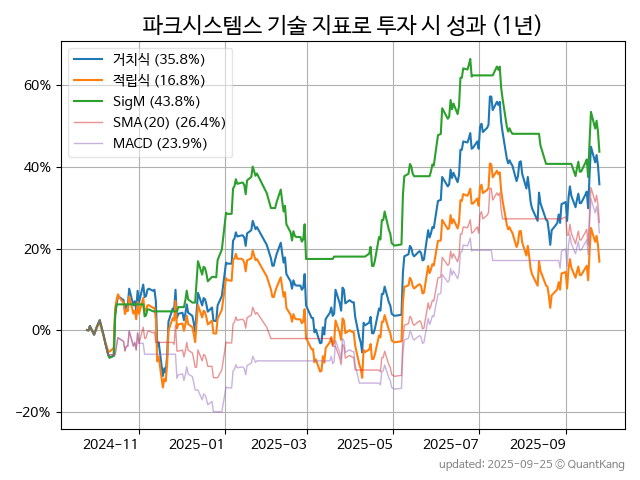 파크시스템스 기술 지표로 투자 시 성과 (1년)
거치식 (35.8%)
적립식 (16.8%)
SigM (43.8%)
SMA(20) (26.4%)
MACD (23.9%)
60%
40%
20%
0%
−20%
2024-11 2025-01 2025-03 2025-05 2025-07 2025-09
updated: 2025-09-25 © QuantKang